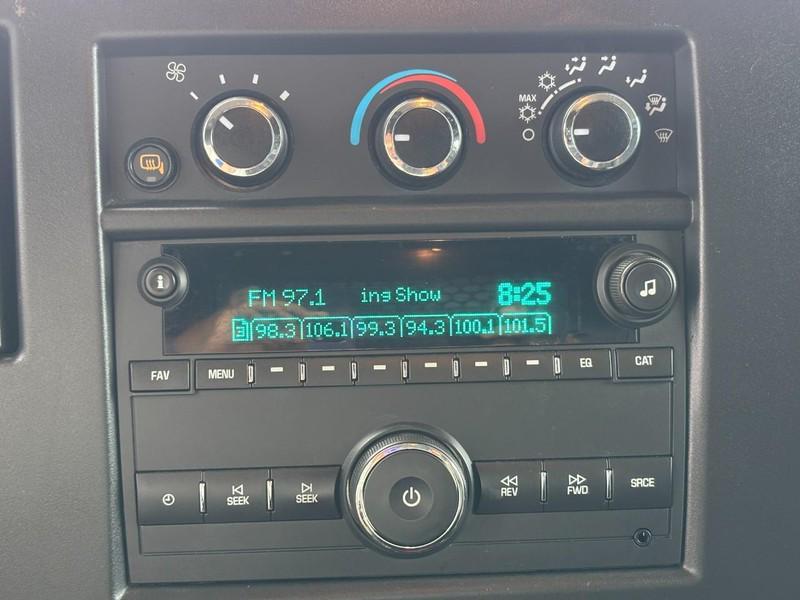 MAX
FM 97.1 ing Show 8:25
98.3 106.1 99.3 94.3 100.1 101.5
FAV MENU EQ CAT
SEEK SEEK REV FWD SRCE